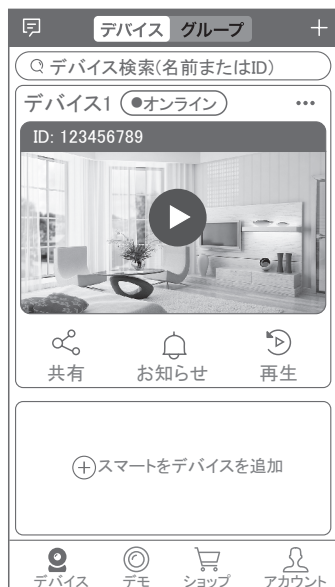 デバイス グループ
デバイス検索(名前またはID)
デバイス1 オンライン
ID: 123456789
共有 お知らせ 再生
スマートをデバイスを追加
デバイス デモ ショップ アカウント